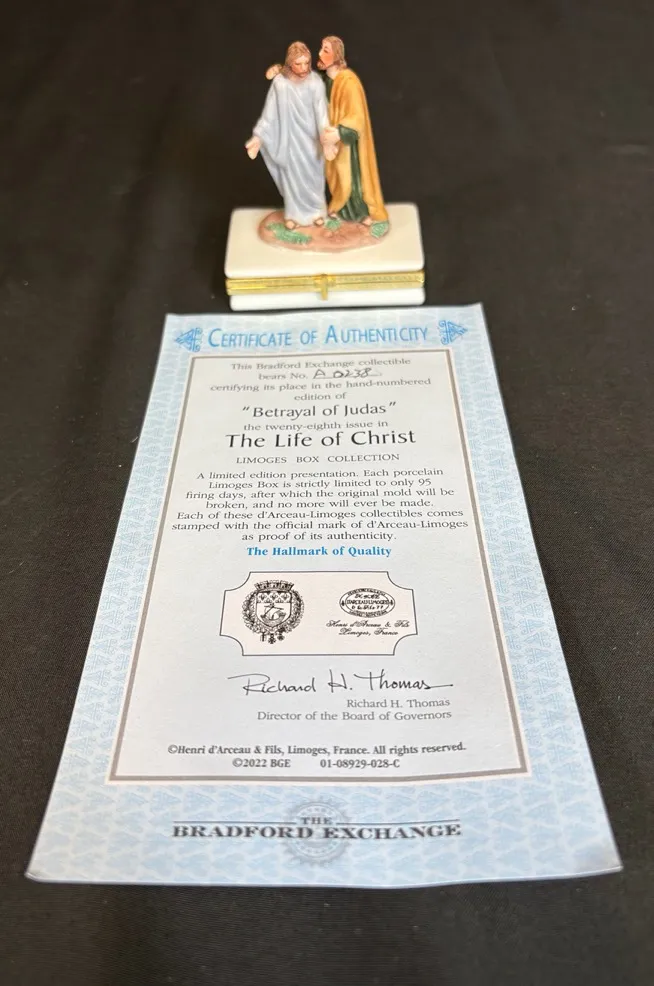 CERTIFICATE OF AUTHENTICITY
This Bradford Exchange collectible
bears No. A 0238
certifying its place in the hand-numbered
edition of
"Betrayal of Judas"
the twenty-eighth issue in
The Life of Christ
LIMOGES BOX COLLECTION
A limited edition presentation. Each porcelain
Limoges Box is strictly limited to only 95
firing days, after which the original mold will be
broken, and no more will ever be made.
Each of these d'Arceau-Limoges collectibles comes
stamped with the official mark of d'Arceau-Limoges
as proof of its authenticity.
The Hallmark of Quality
D'ARCEAU-LIMOGES
Henri d'Arceau & Fils
Limoges, France
Richard H. Thomas
Richard H. Thomas
Director of the Board of Governors
©Henri d'Arceau & Fils, Limoges, France. All rights reserved.
©2022 BGE 01-08929-028-C
THE
BRADFORD EXCHANGE